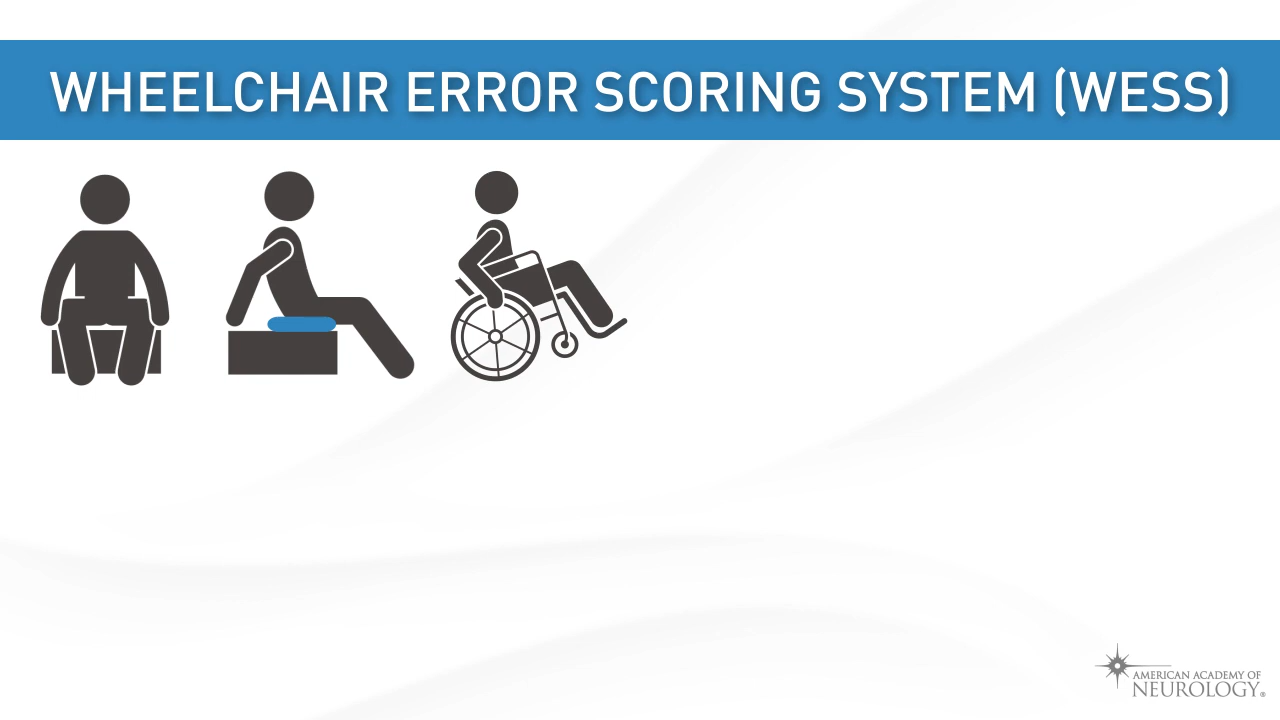 WHEELCHAIR ERROR SCORING SYSTEM (WESS)
AMERICAN ACADEMY OF
NEUROLOGY®